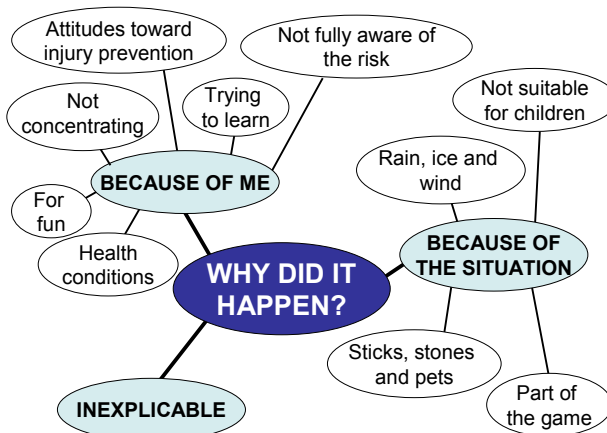 Attitudes toward
injury prevention
Not fully aware of
the risk
Not
concentrating
Trying
to learn
Not suitable
for children
BECAUSE OF ME
Rain, ice and
wind
For
fun
Health
conditions
BECAUSE OF
THE SITUATION
WHY DID IT
HAPPEN?
Sticks, stones
and pets
Part of
the game
INEXPLICABLE